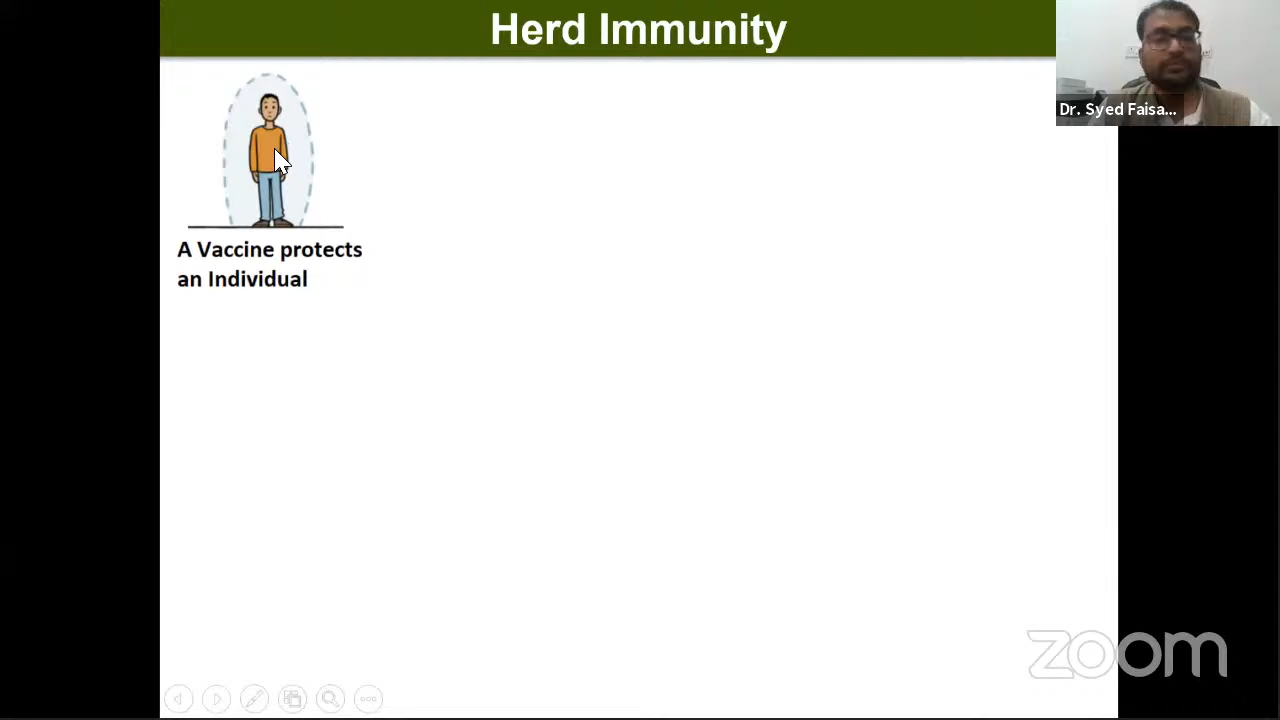 Herd Immunity
Dr. Syed Faisa...
A Vaccine protects
an Individual
zoom